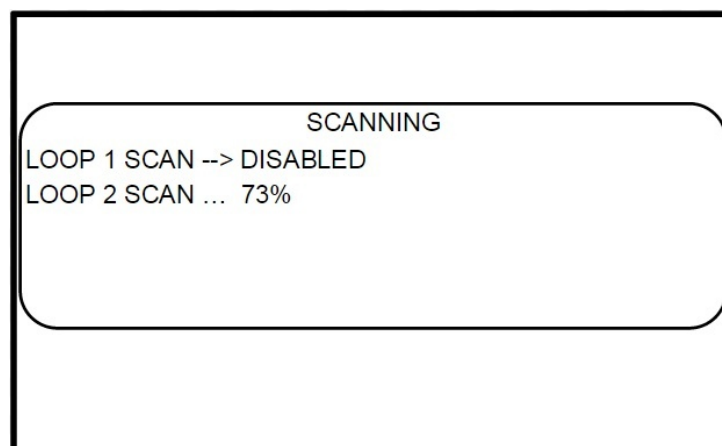 SCANNING
LOOP 1 SCAN --> DISABLED
LOOP 2 SCAN ... 73%